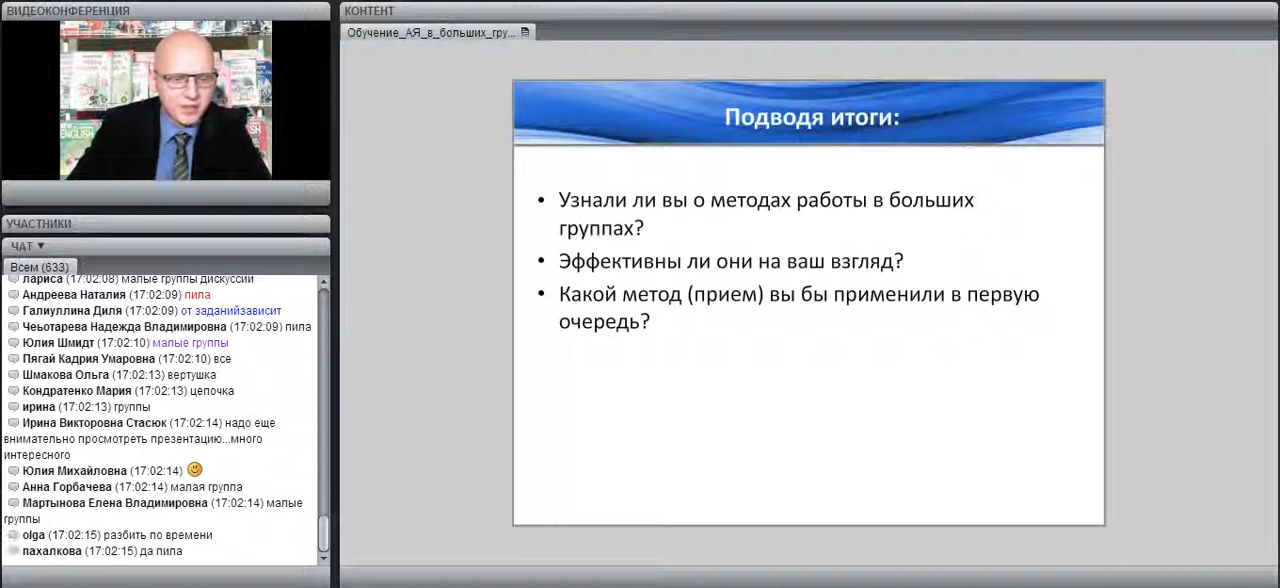 ВИДЕОКОНФЕРЕНЦИЯ
ENGLISH
SH
УЧАСТНИКИ
ЧАТ
Всем (633)
лариса (17:02:08) малые группы дискуссии
Андреева Наталия (17:02:09) пила
Галиуллина Диля (17:02:09) от заданийзависит
Чеьотарева Надежда Владимировна (17:02:09) пила
Юлия Шмидт (17:02:10) малые группы
Пягай Кадрия Умаровна (17:02:10) все
Шмакова Ольга (17:02:13) вертушка
Кондратенко Мария (17:02:13) цепочка
ирина (17:02:13) группы
Ирина Викторовна Стасюк (17:02:14) надо еще
внимательно просмотреть презентацию...много
интересного
Юлия Михайловна (17:02:14)
Анна Горбачева (17:02:14) малая группа
Мартынова Елена Владимировна (17:02:14) малые
группы
olga (17:02:15) разбить по времени
пахалкова (17:02:15) да пила
КОНТЕНТ
Обучение_АЯ_в_больших_гру...
Подводя итоги:
• Узнали ли вы о методах работы в больших
группах?
• Эффективны ли они на ваш взгляд?
• Какой метод (прием) вы бы применили в первую
очередь?